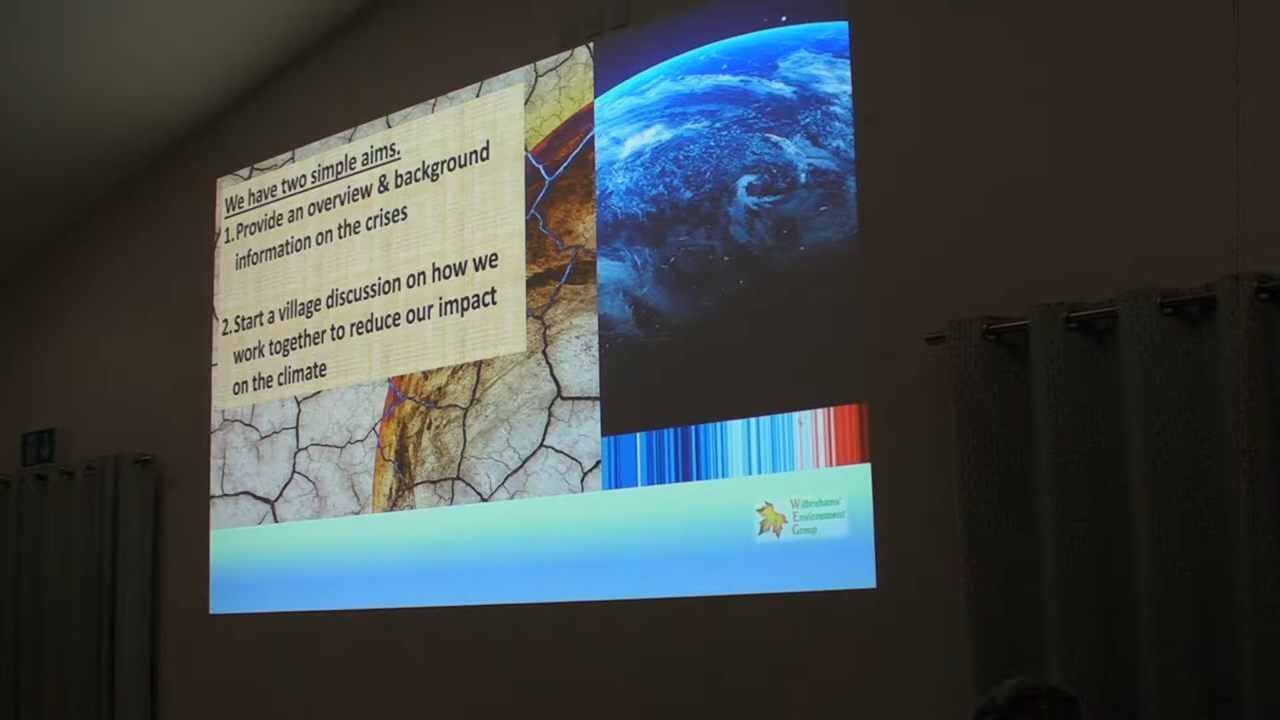 We have two simple aims.
1. Provide an overview & background
information on the crises
2. Start a village discussion on how we
work together to reduce our impact
on the climate
Wilbrahams'
Environment
Group